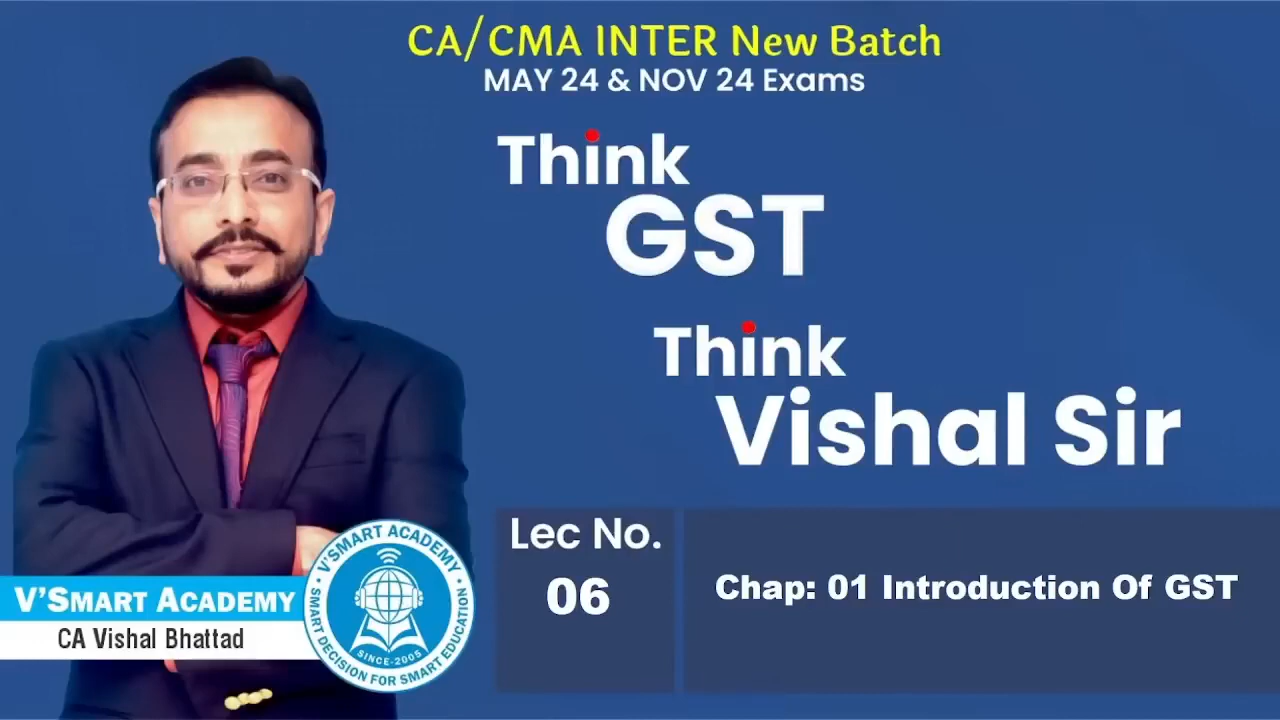 CA/CMA INTER New Batch
MAY 24 & NOV 24 Exams
Think
GST
Think
Vishal Sir
Lec No.
06
Chap: 01 Introduction Of GST
V'SMART ACADEMY
CA Vishal Bhattad
V'SMART ACADEMY
SMART DECISION FOR SMART EDUCATION
SINCE-2005